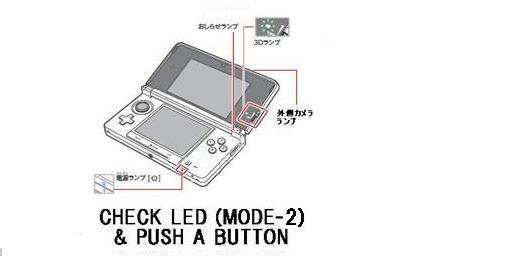 おしらせランプ
3Dランプ
外側カメラ
ランプ
電源ランプ [⏻]
CHECK LED (MODE-2)
& PUSH A BUTTON